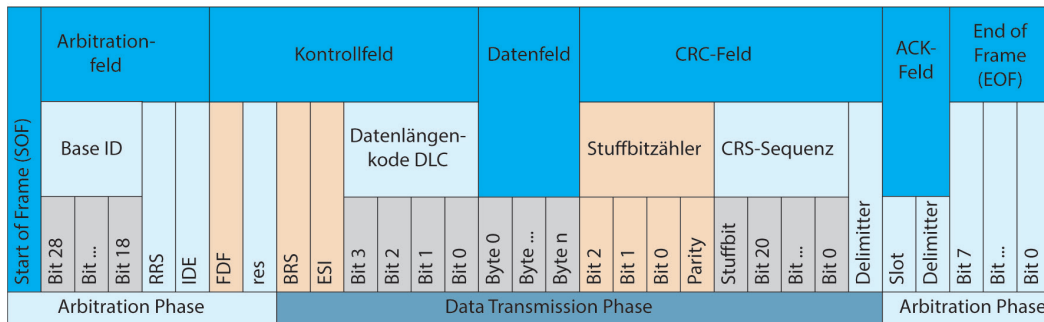 Start of Frame (SOF)
Arbitration-
feld
Kontrollfeld
Datenfeld
CRC-Feld
ACK-
Feld
End of
Frame
(EOF)
Base ID
Datenlängen-
kode DLC
Stuffbitzähler
CRS-Sequenz
Bit 28
Bit ...
Bit 18
RRS
IDE
FDF
res
BRS
ESI
Bit 3
Bit 2
Bit 1
Bit 0
Byte 0
Byte ...
Byte n
Bit 2
Bit 1
Bit 0
Parity
Stuffbit
Bit 20
Bit...
Bit 0
Delimitter
Slot
Delimitter
Bit 7
Bit ...
Bit 0
Arbitration Phase
Data Transmission Phase
Arbitration Phase